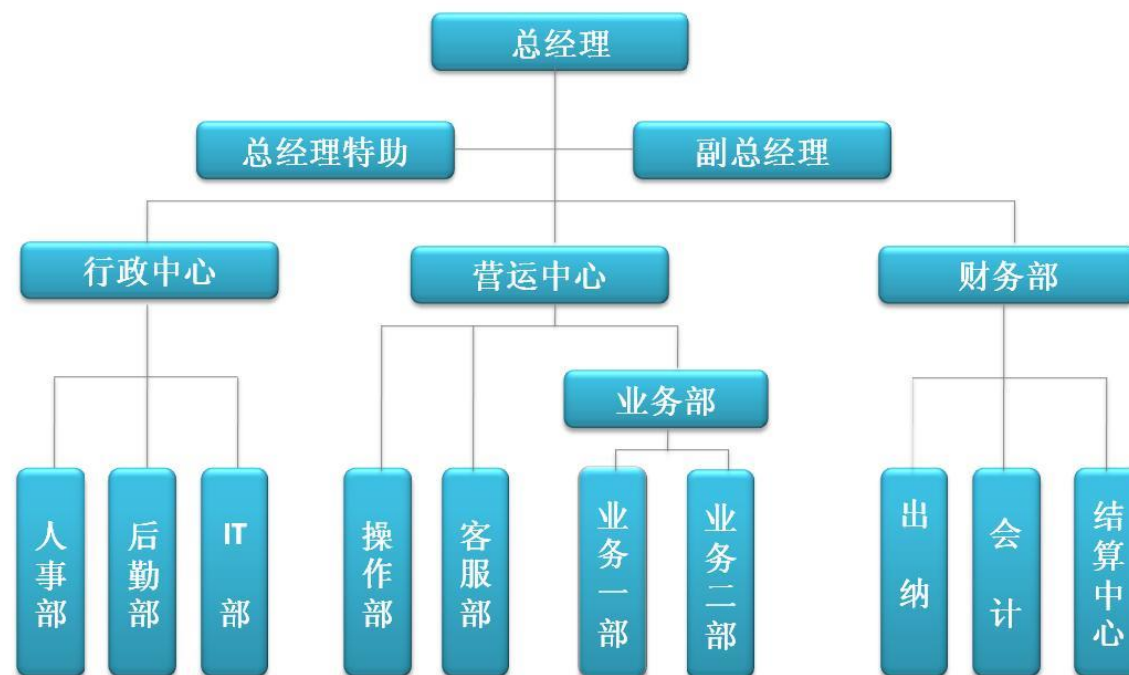 总经理
总经理特助
副总经理
行政中心
营运中心
财务部
业务部
人事部
后勤部
IT部
操作部
客服部
业务一部
业务二部
出纳
会计
结算中心